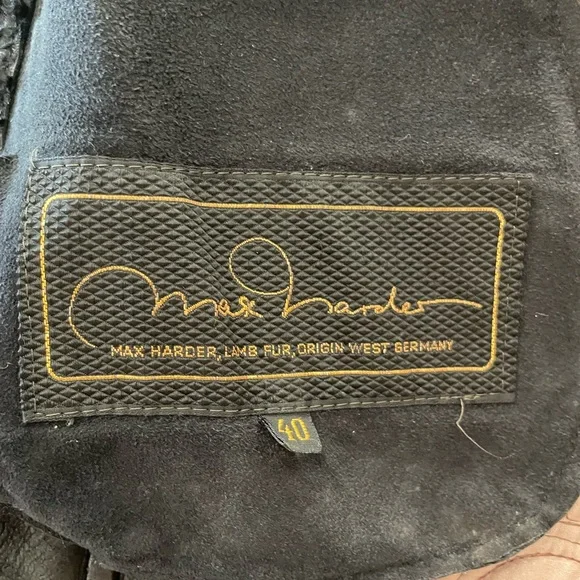 Max Harder
MAX HARDER, LAMB FUR, ORIGIN WEST GERMANY
40